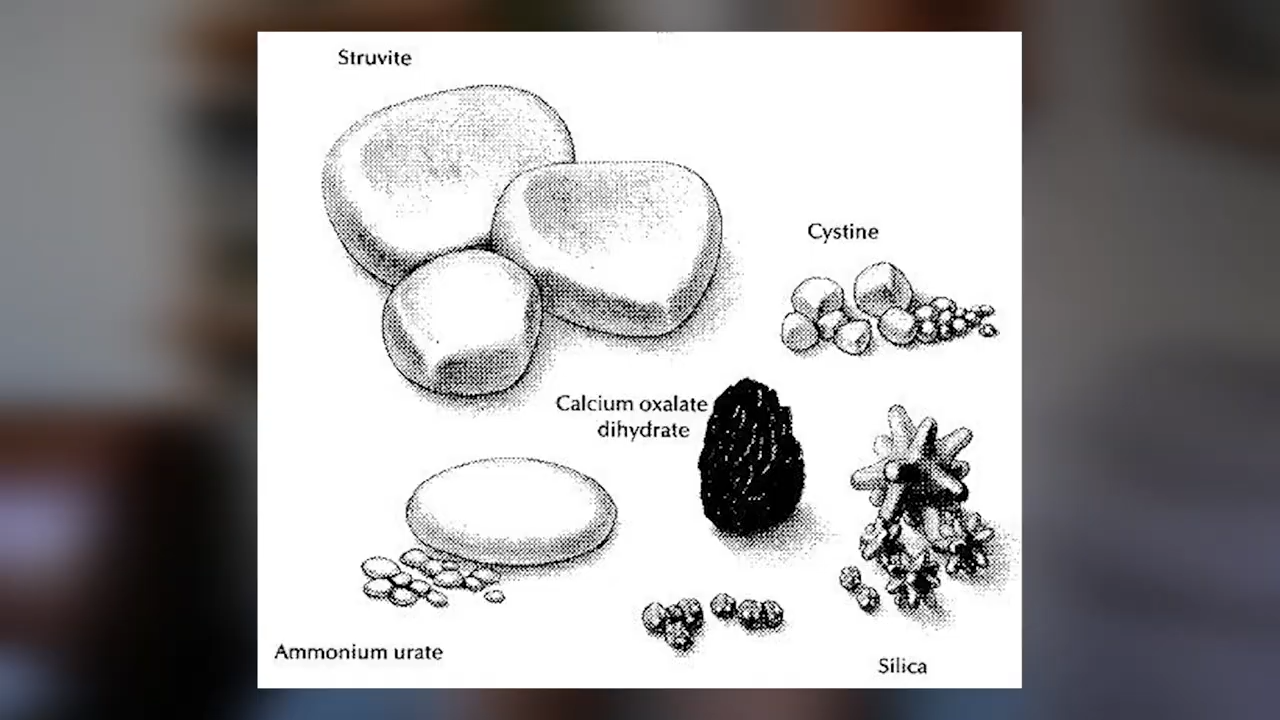 Struvite
Cystine
Calcium oxalate
dihydrate
Ammonium urate
Silica